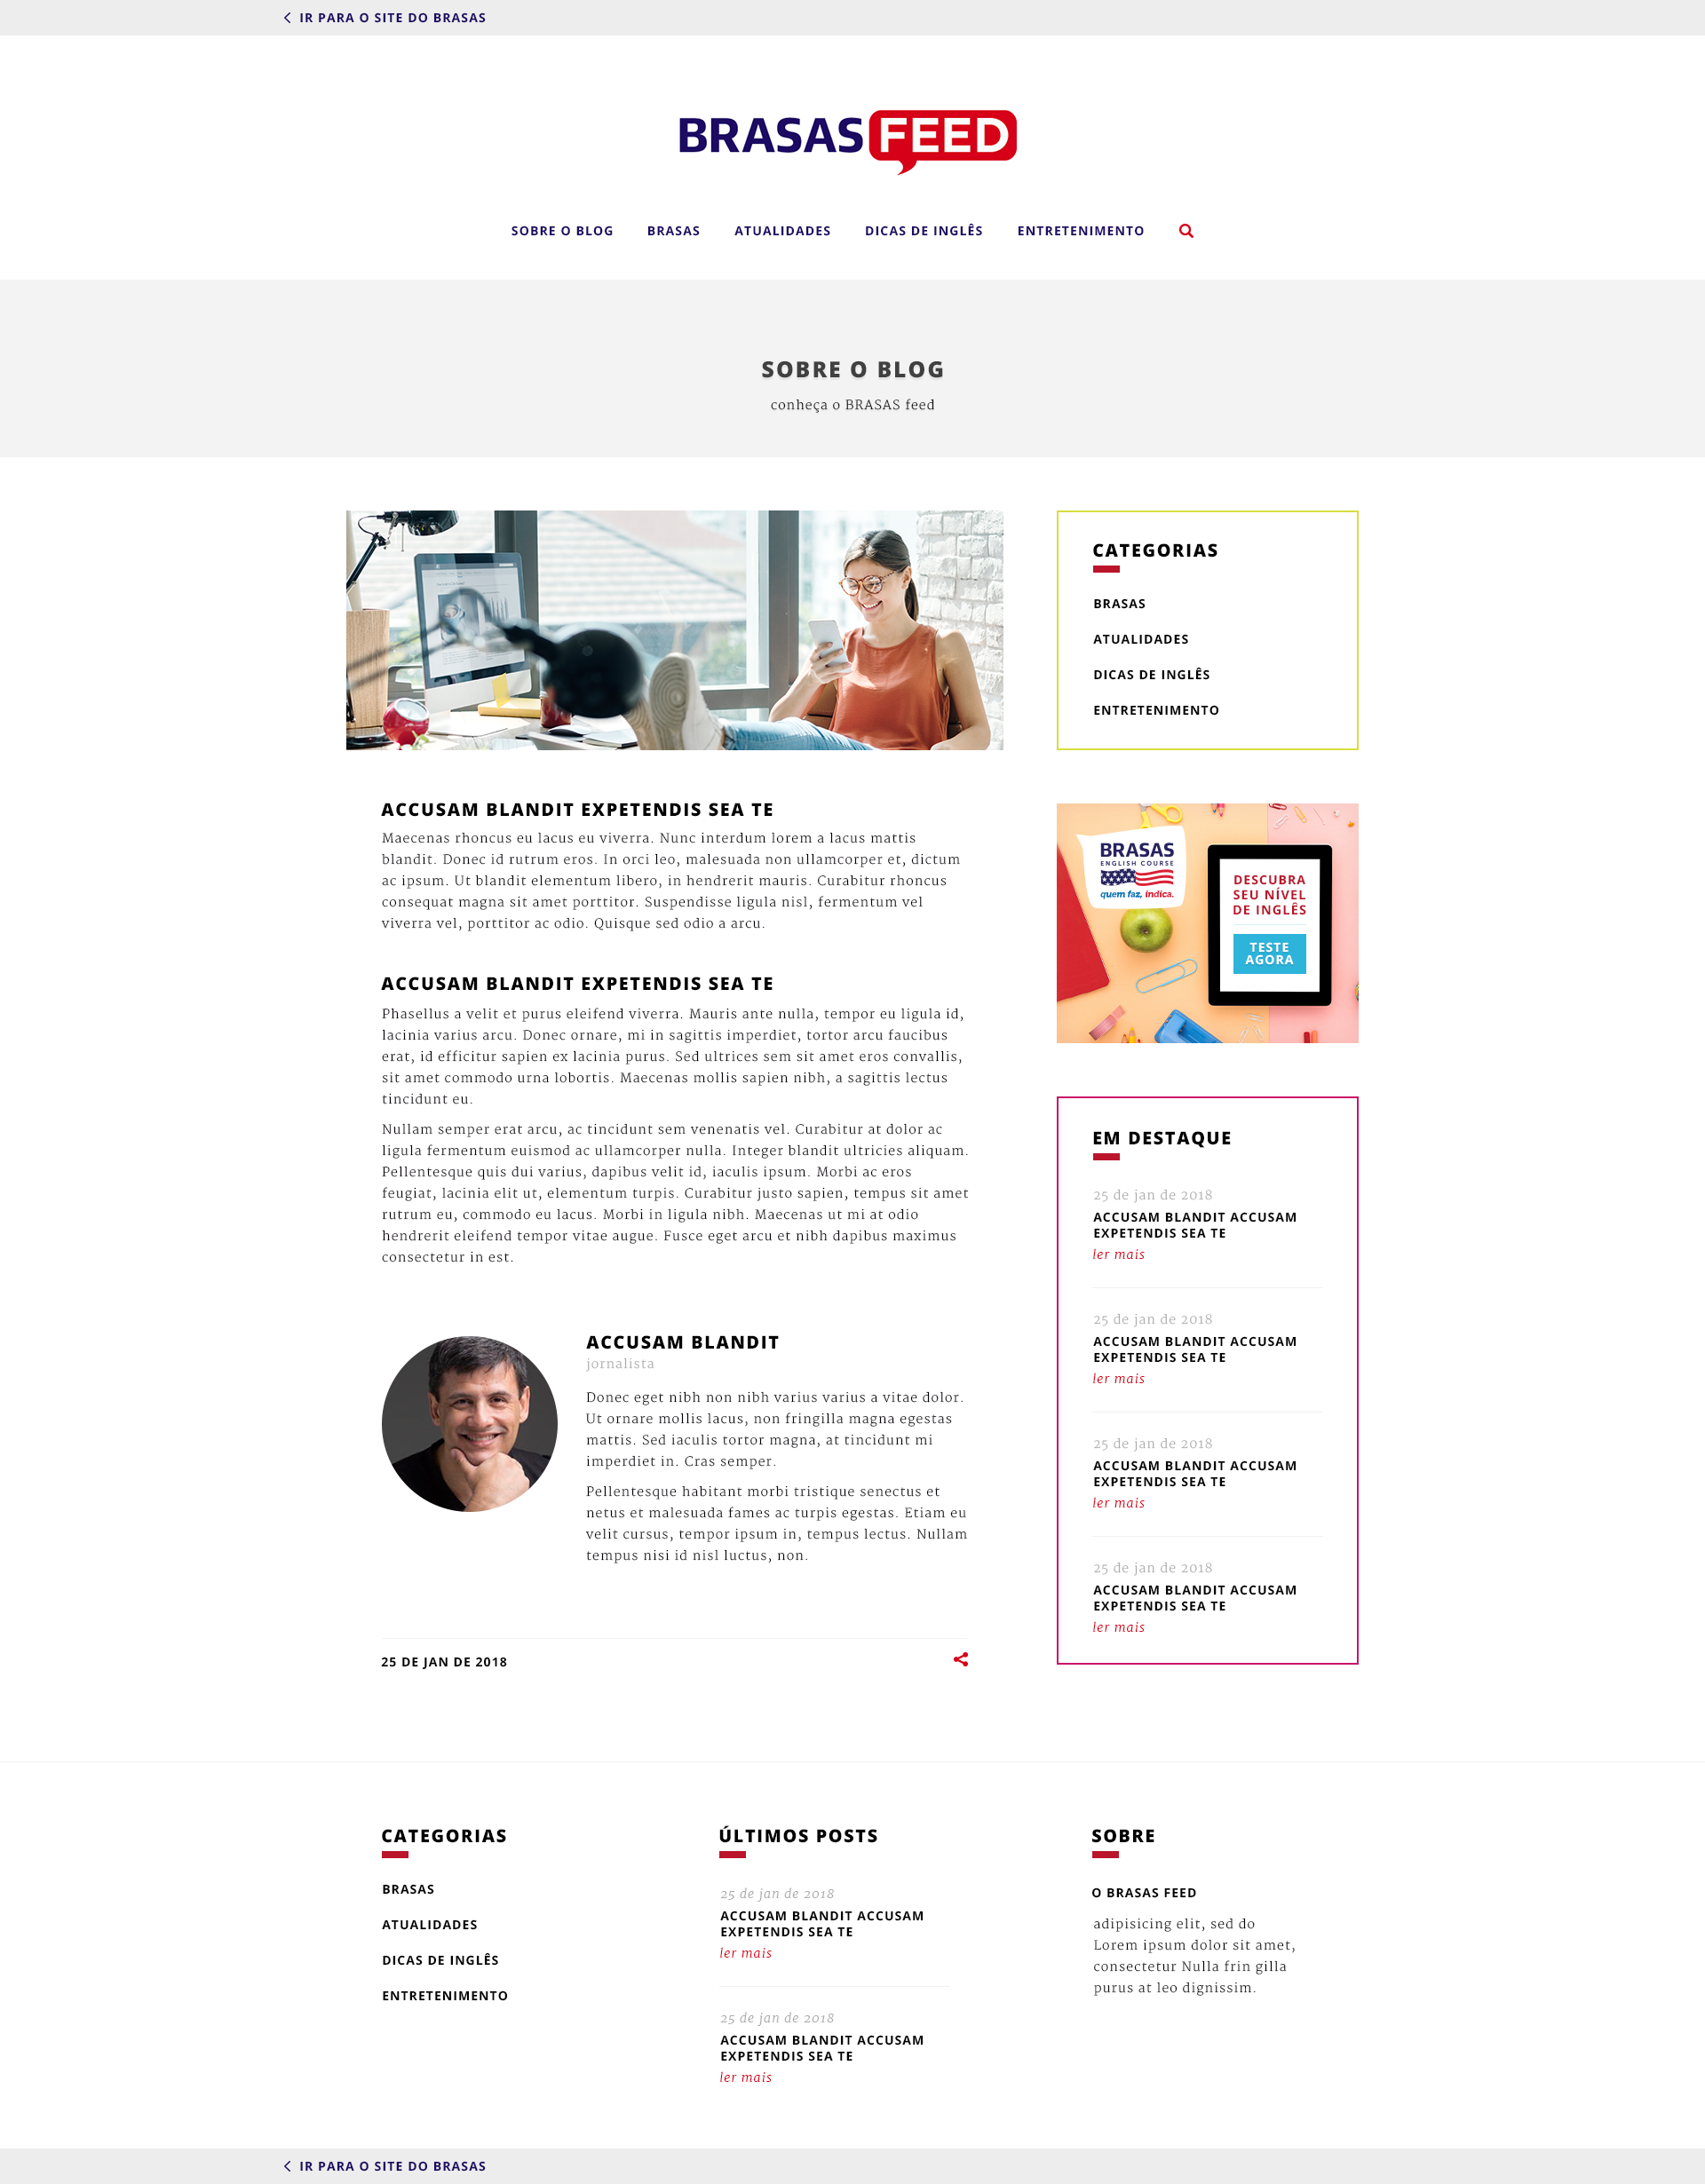 IR PARA O SITE DO BRASAS
BRASAS FEED
SOBRE O BLOG BRASAS ATUALIDADES DICAS DE INGLÊS ENTRETENIMENTO
SOBRE O BLOG
conheça o BRASAS feed
ACCUSAM BLANDIT EXPETENDIS SEA TE
Maecenas rhoncus eu lacus eu viverra. Nunc interdum lorem a lacus mattis
blandit. Donec id rutrum eros. In orci leo, malesuada non ullamcorper et, dictum
ac ipsum. Ut blandit elementum libero, in hendrerit mauris. Curabitur rhoncus
consequat magna sit amet porttitor. Suspendisse ligula nisl, fermentum vel
viverra vel, porttitor ac odio. Quisque sed odio a arcu.
ACCUSAM BLANDIT EXPETENDIS SEA TE
Phasellus a velit et purus eleifend viverra. Mauris ante nulla, tempor eu ligula id,
lacinia varius arcu. Donec ornare, mi in sagittis imperdiet, tortor arcu faucibus
erat, id efficitur sapien ex lacinia purus. Sed ultrices sem sit amet eros convallis,
sit amet commodo urna lobortis. Maecenas mollis sapien nibh, a sagittis lectus
tincidunt eu.
Nullam semper erat arcu, ac tincidunt sem venenatis vel. Curabitur at dolor ac
ligula fermentum euismod ac ullamcorper nulla. Integer blandit ultricies aliquam.
Pellentesque quis dui varius, dapibus velit id, iaculis ipsum. Morbi ac eros
feugiat, lacinia elit ut, elementum turpis. Curabitur justo sapien, tempus sit amet
rutrum eu, commodo eu lacus. Morbi in ligula nibh. Maecenas ut mi at odio
hendrerit eleifend tempor vitae augue. Fusce eget arcu et nibh dapibus maximus
consectetur in est.
ACCUSAM BLANDIT
jornalista
Donec eget nibh non nibh varius varius a vitae dolor.
Ut ornare mollis lacus, non fringilla magna egestas
mattis. Sed iaculis tortor magna, at tincidunt mi
imperdiet in. Cras semper.
Pellentesque habitant morbi tristique senectus et
netus et malesuada fames ac turpis egestas. Etiam eu
velit cursus, tempor ipsum in, tempus lectus. Nullam
tempus nisi id nisl luctus, non.
25 DE JAN DE 2018
CATEGORIAS
BRASAS
ATUALIDADES
DICAS DE INGLÊS
ENTRETENIMENTO
BRASAS
ENGLISH COURSE
quem faz, indica.
DESCUBRA
SEU NÍVEL
DE INGLÊS
TESTE
AGORA
EM DESTAQUE
25 de jan de 2018
ACCUSAM BLANDIT ACCUSAM
EXPETENDIS SEA TE
ler mais
25 de jan de 2018
ACCUSAM BLANDIT ACCUSAM
EXPETENDIS SEA TE
ler mais
25 de jan de 2018
ACCUSAM BLANDIT ACCUSAM
EXPETENDIS SEA TE
ler mais
25 de jan de 2018
ACCUSAM BLANDIT ACCUSAM
EXPETENDIS SEA TE
ler mais
CATEGORIAS
BRASAS
ATUALIDADES
DICAS DE INGLÊS
ENTRETENIMENTO
ÚLTIMOS POSTS
25 de jan de 2018
ACCUSAM BLANDIT ACCUSAM
EXPETENDIS SEA TE
ler mais
25 de jan de 2018
ACCUSAM BLANDIT ACCUSAM
EXPETENDIS SEA TE
ler mais
SOBRE
O BRASAS FEED
adipisicing elit, sed do
Lorem ipsum dolor sit amet,
consectetur Nulla frin gilla
purus at leo dignissim.
IR PARA O SITE DO BRASAS